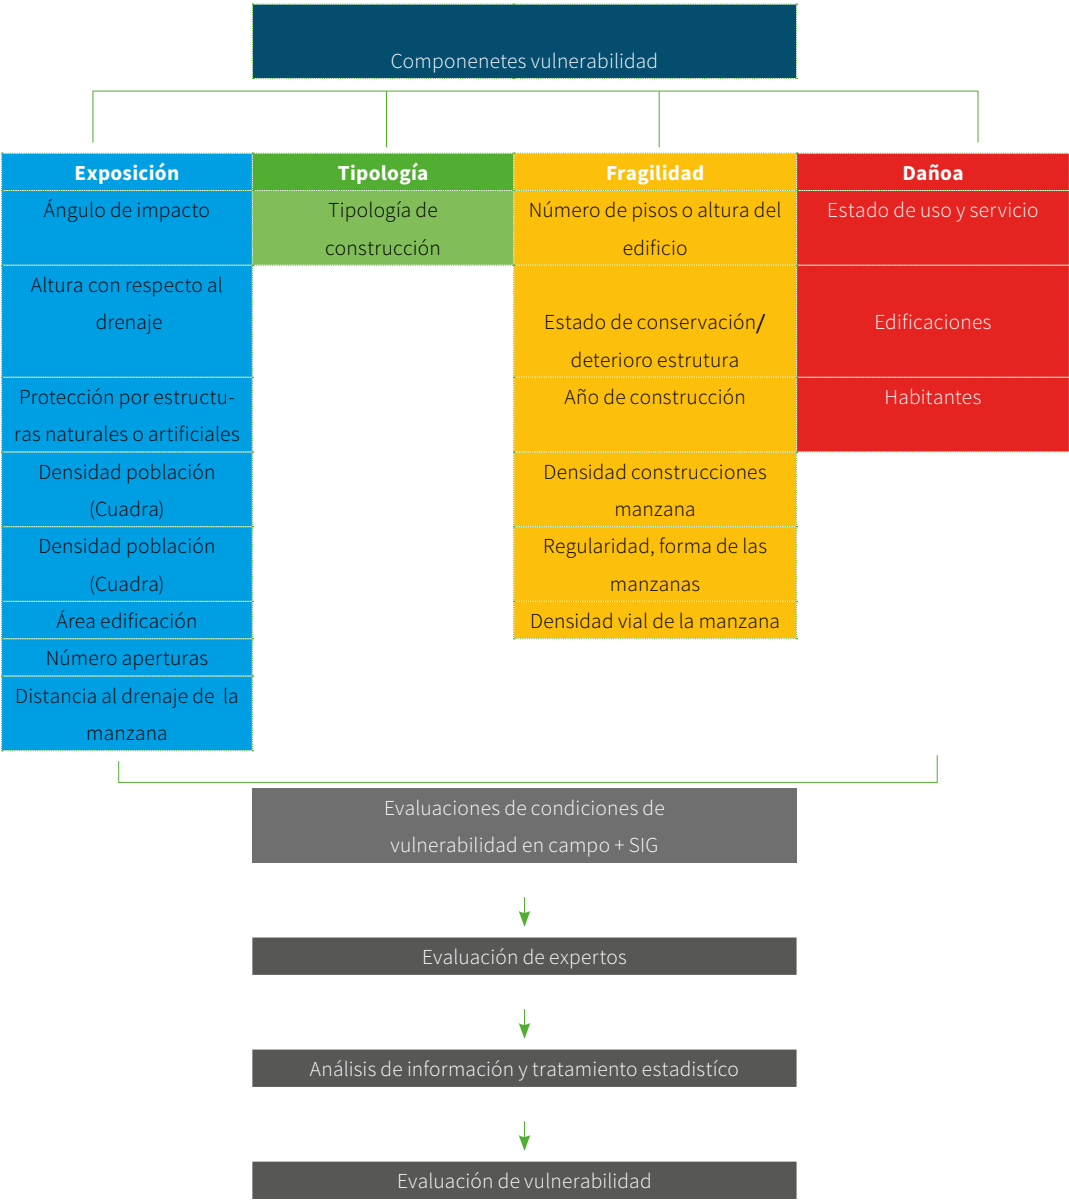 Componenetes vulnerabilidad
Exposición
Ángulo de impacto
Altura con respecto al
drenaje
Protección por estructu-
ras naturales o artificiales
Densidad población
(Cuadra)
Densidad población
(Cuadra)
Área edificación
Número aperturas
Distancia al drenaje de la
manzana
Tipología
Tipología de
construcción
Fragilidad
Número de pisos o altura del
edificio
Estado de conservación/
deterioro estrutura
Año de construcción
Densidad construcciones
manzana
Regularidad, forma de las
manzanas
Densidad vial de la manzana
Dañoa
Estado de uso y servicio
Edificaciones
Habitantes
Evaluaciones de condiciones de
vulnerabilidad en campo + SIG
Evaluación de expertos
Análisis de información y tratamiento estadistíco
Evaluación de vulnerabilidad